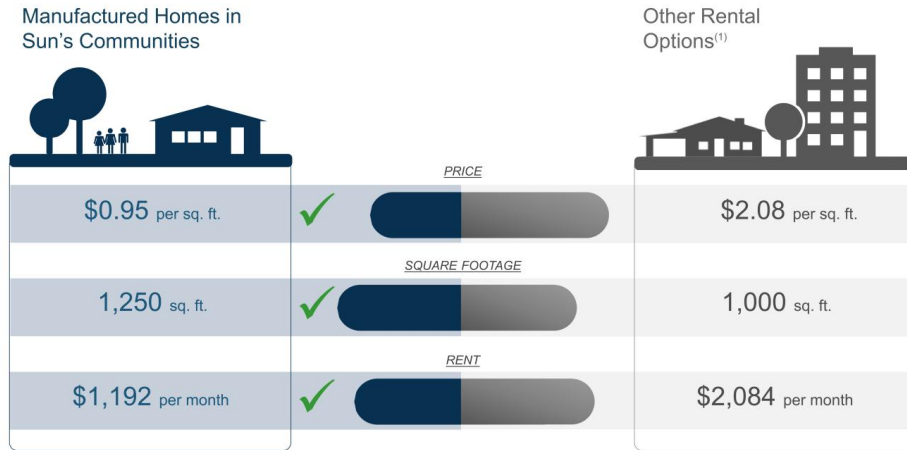 Manufactured Homes in
Sun's Communities
Other Rental
Options(1)
PRICE
$0.95 per sq. ft.
$2.08 per sq. ft.
SQUARE FOOTAGE
1,250 sq. ft.
1,000 sq. ft.
RENT
$1,192 per month
$2,084 per month